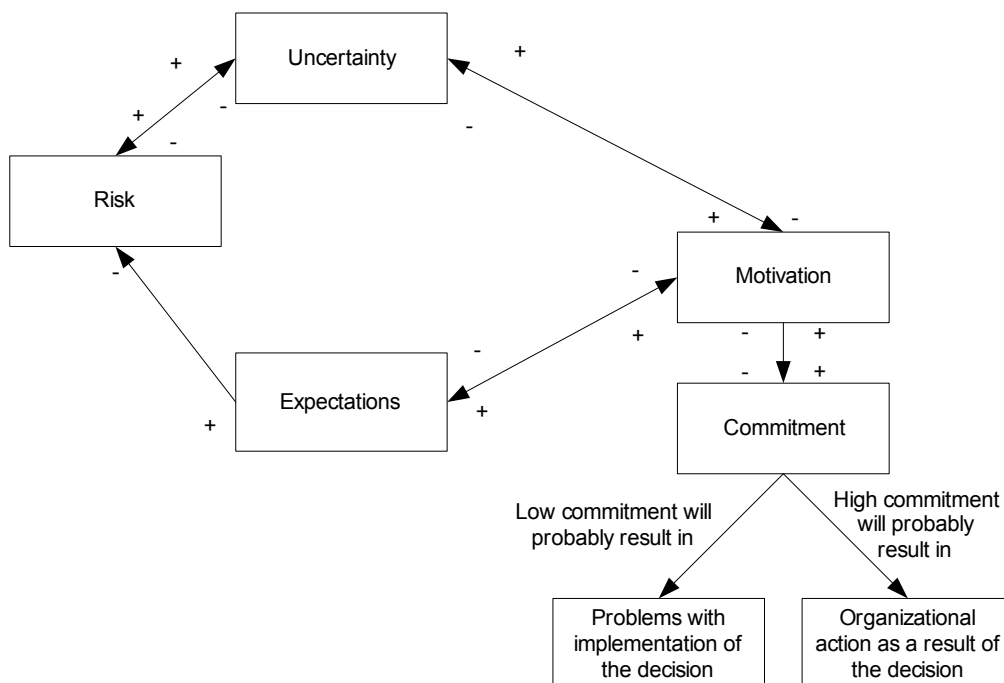 Uncertainty
+
+
+
-
-
+
-
Risk
+
-
-
Motivation
-
+
-
+
-
+
-
+
Expectations
+
-
+
Commitment
Low commitment will
probably result in
High commitment
will probably
result in
Problems with
implementation of
the decision
Organizational
action as a result of
the decision